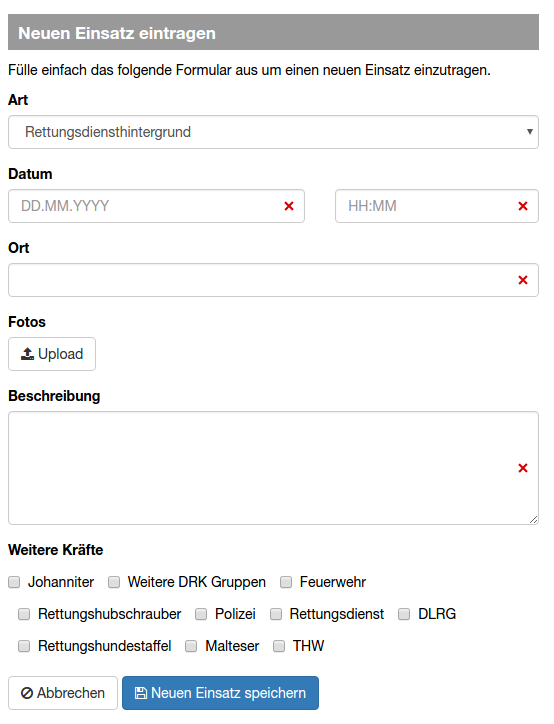 Neuen Einsatz eintragen
Fülle einfach das folgende Formular aus um einen neuen Einsatz einzutragen.
Art
Rettungsdiensthintergrund
Datum
DD.MM.YYYY HH:MM
Ort
Fotos
Upload
Beschreibung
Weitere Kräfte
Johanniter Weitere DRK Gruppen Feuerwehr
Rettungshubschrauber Polizei Rettungsdienst DLRG
Rettungshundestaffel Malteser THW
Abbrechen Neuen Einsatz speichern